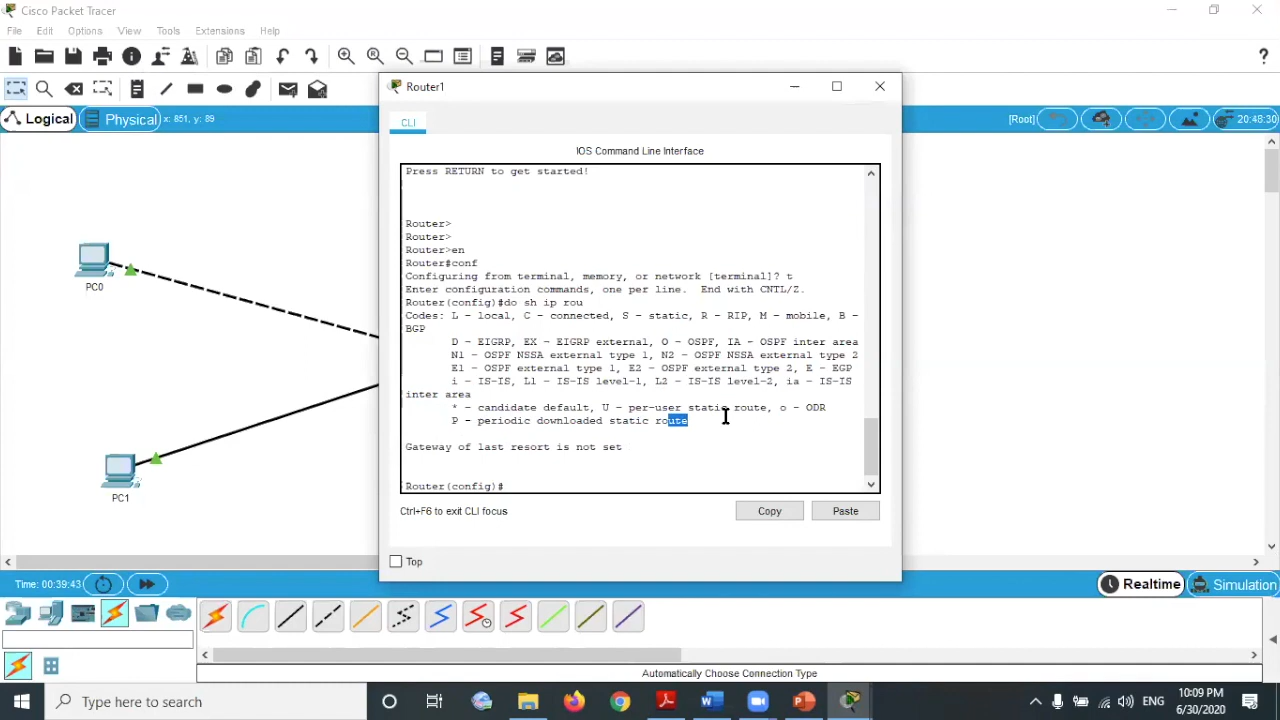 Cisco Packet Tracer
File Edit Options View Tools Extensions Help
Logical Physical x: 851, y: 89 [Root] 20:48:30
PC0
PC1
Router1
CLI
IOS Command Line Interface
Press RETURN to get started!
Router>
Router>
Router>en
Router#conf
Configuring from terminal, memory, or network [terminal]? t
Enter configuration commands, one per line. End with CNTL/Z.
Router(config)#do sh ip rou
Codes: L - local, C - connected, S - static, R - RIP, M - mobile, B -
BGP
D - EIGRP, EX - EIGRP external, O - OSPF, IA - OSPF inter area
N1 - OSPF NSSA external type 1, N2 - OSPF NSSA external type 2
E1 - OSPF external type 1, E2 - OSPF external type 2, E - EGP
i - IS-IS, L1 - IS-IS level-1, L2 - IS-IS level-2, ia - IS-IS
inter area
* - candidate default, U - per-user static route, o - ODR
P - periodic downloaded static route
Gateway of last resort is not set
Router(config)#
Ctrl+F6 to exit CLI focus
Copy
Paste
Top
Time: 00:39:43
Realtime
Simulation
Automatically Choose Connection Type
Type here to search
ENG
10:09 PM
6/30/2020